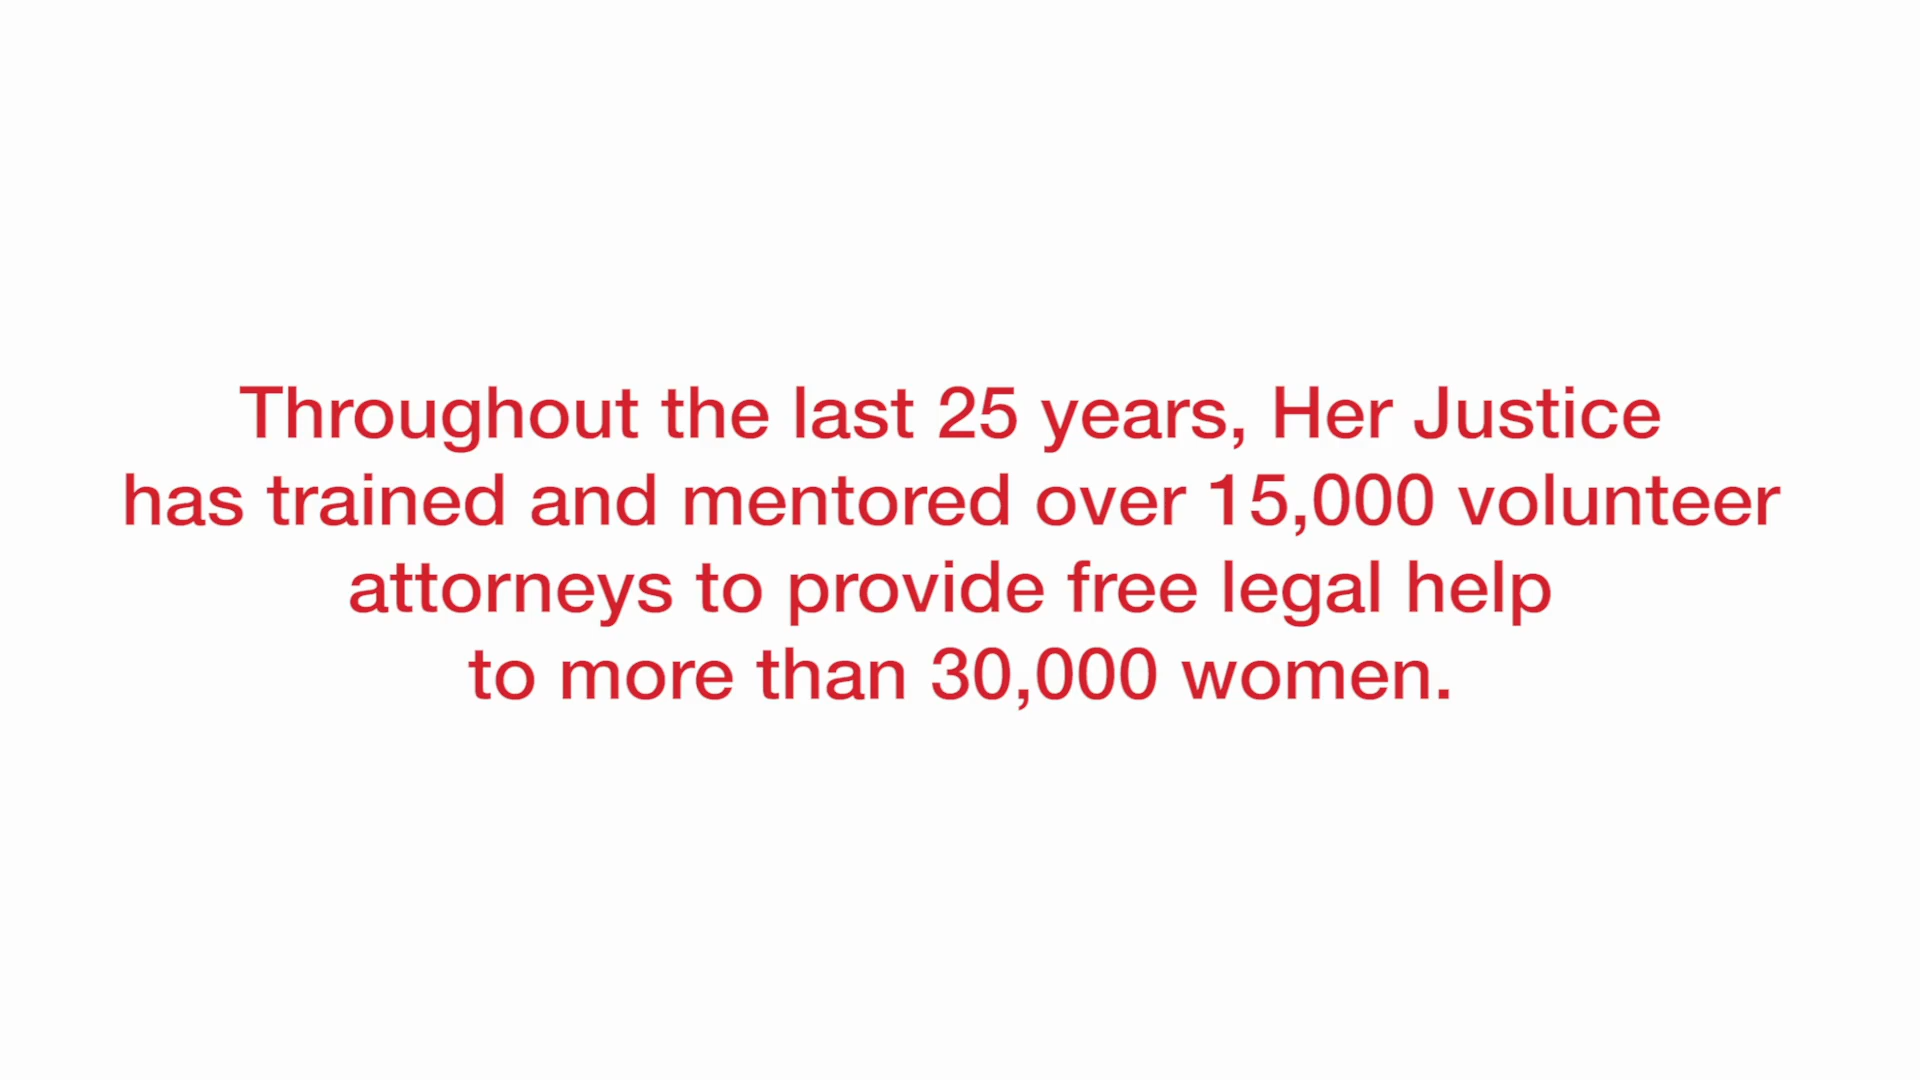 Throughout the last 25 years, Her Justice
has trained and mentored over 15,000 volunteer
attorneys to provide free legal help
to more than 30,000 women.